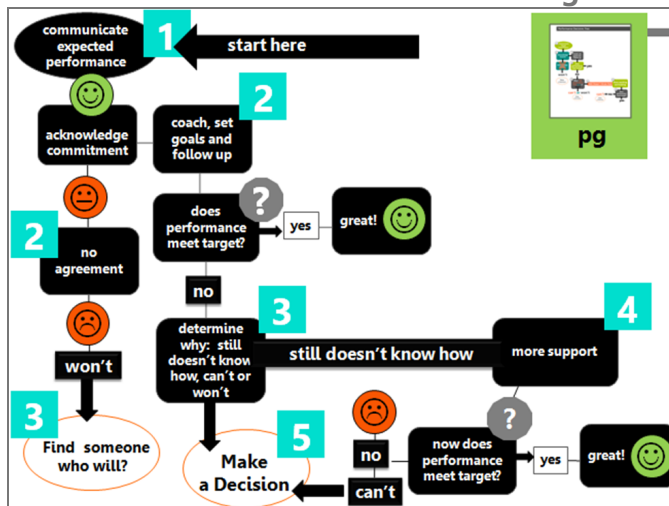 communicate
expected
performance
1
start here
acknowledge
commitment
2
coach, set
goals and
follow up
pg
2
no
agreement
does
performance
meet target?
?
yes
great!
no
won't
3
Find someone
who will?
3
determine
why: still
doesn't know
how, can't or
won't
still doesn't know how
4
more support
?
now does
performance
meet target?
yes
great!
no
can't
5
Make
a Decision